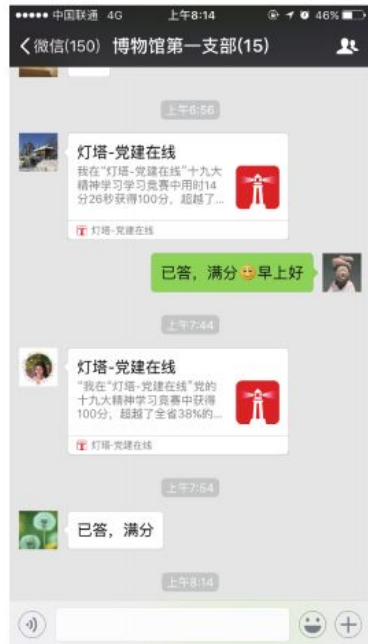 中国联通 4G 上午8:14 46%
微信(150) 博物馆第一支部(15)
上午6:56
灯塔-党建在线
我在“灯塔-党建在线”十九大
精神学习学习竞赛中用时14
分26秒获得100分，超越了...
灯塔-党建在线
已答，满分😊早上好
上午7:44
灯塔-党建在线
“我在“灯塔-党建在线”党的
十九大精神学习竞赛中获得
100分，超越了全省38%的...
灯塔-党建在线
上午7:54
已答，满分
上午8:14